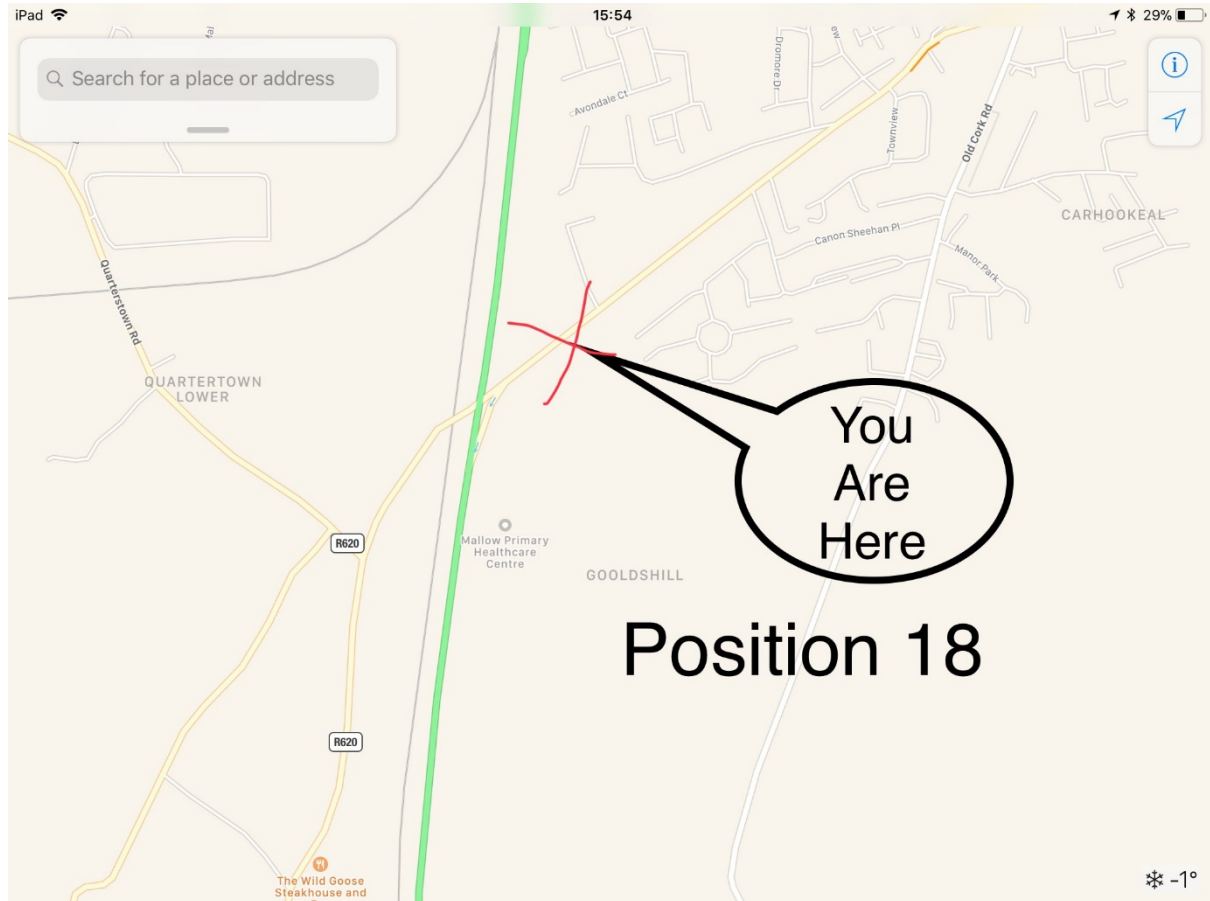 iPad 15:54 29%
Search for a place or address
Dromore Dr
Avondale Ct
Townview
Old Cork Rd
CARHOOKEAL
Canon Sheehan Pl
Manor Park
Quarterstown Rd
QUARTERTOWN
LOWER
You
Are
Here
R620
Mallow Primary
Healthcare
Centre
GOOLDSHILL
Position 18
R620
The Wild Goose
Steakhouse and
-1°